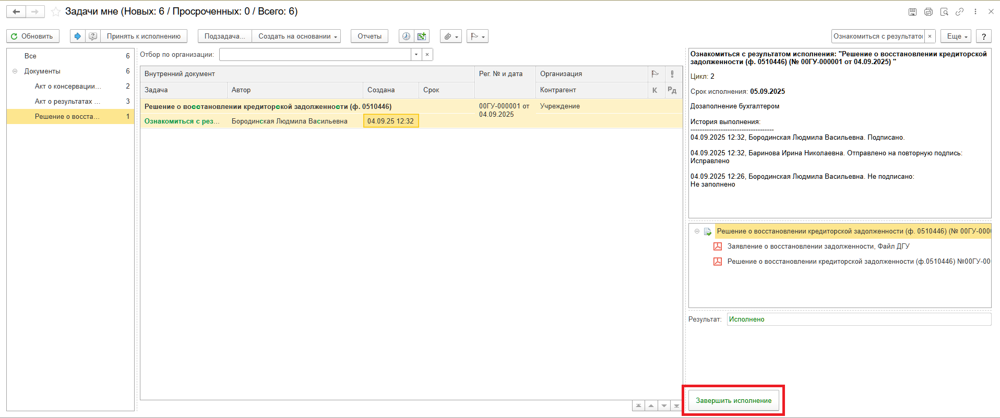 Задачи мне (Новых: 6 / Просроченных: 0 / Всего: 6)
Обновить
Принять к исполнению
Подзадача...
Создать на основании
Отчеты
Ознакомиться с результато
Еще
?
Все 6
Документы 6
Акт о консервации... 2
Акт о результатах ... 3
Решение о восста... 1
Отбор по организации:
Внутренний документ
Рег. № и дата
Организация
Задача
Автор
Создана
Срок
Контрагент
К
Рд
Решение о восстановлении кредиторской задолженности (ф. 0510446)
00ГУ-000001 от
04.09.2025
Учреждение
Ознакомиться с рез...
Бородинская Людмила Васильевна
04.09.25 12:32
Ознакомиться с результатом исполнения: "Решение о восстановлении кредиторской
задолженности (ф. 0510446) (№ 00ГУ-000001 от 04.09.2025) "
Цикл: 2
Срок исполнения: 05.09.2025
Дозаполнение бухгалтером
История выполнения:
------------------------------------
04.09.2025 12:32, Бородинская Людмила Васильевна. Подписано.
04.09.2025 12:32, Баринова Ирина Николаевна. Отправлено на повторную подпись:
Исправлено
04.09.2025 12:26, Бородинская Людмила Васильевна. Не подписано:
Не заполнено
Решение о восстановлении кредиторской задолженности (ф. 0510446) (№ 00ГУ-000
Заявление о восстановлении задолженности, Файл ДГУ
Решение о восстановлении кредиторской задолженности (ф.0510446) №00ГУ-00
Результат: Исполнено
Завершить исполнение